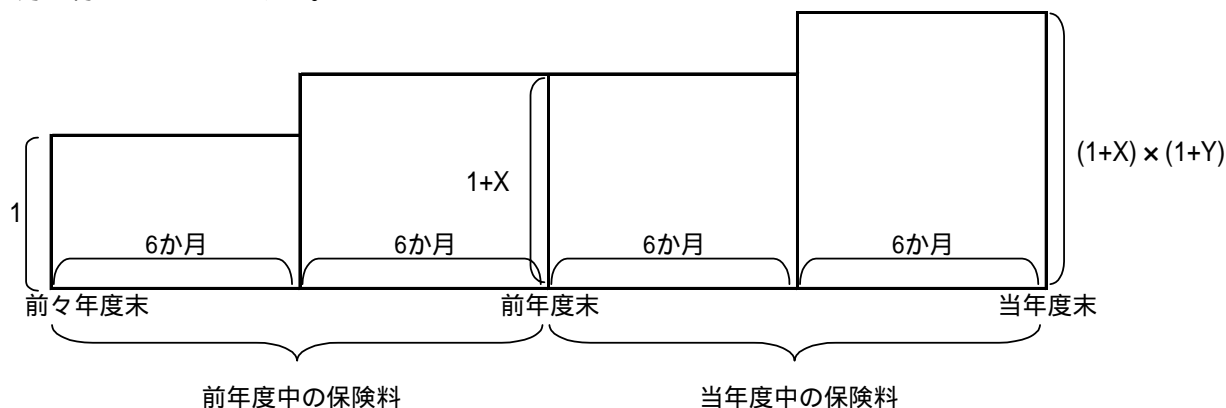 (1+X) × (1+Y)
1+X
1
6か月
6か月
6か月
6か月
前々年度末
前年度末
当年度末
前年度中の保険料
当年度中の保険料